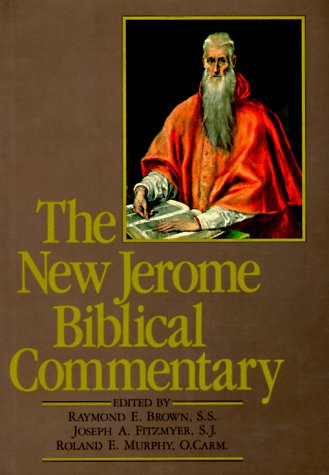 The
New Jerome
Biblical
Commentary
EDITED BY
RAYMOND E. BROWN, S.S.
JOSEPH A. FITZMYER, S.J.
ROLAND E. MURPHY, O.CARM.